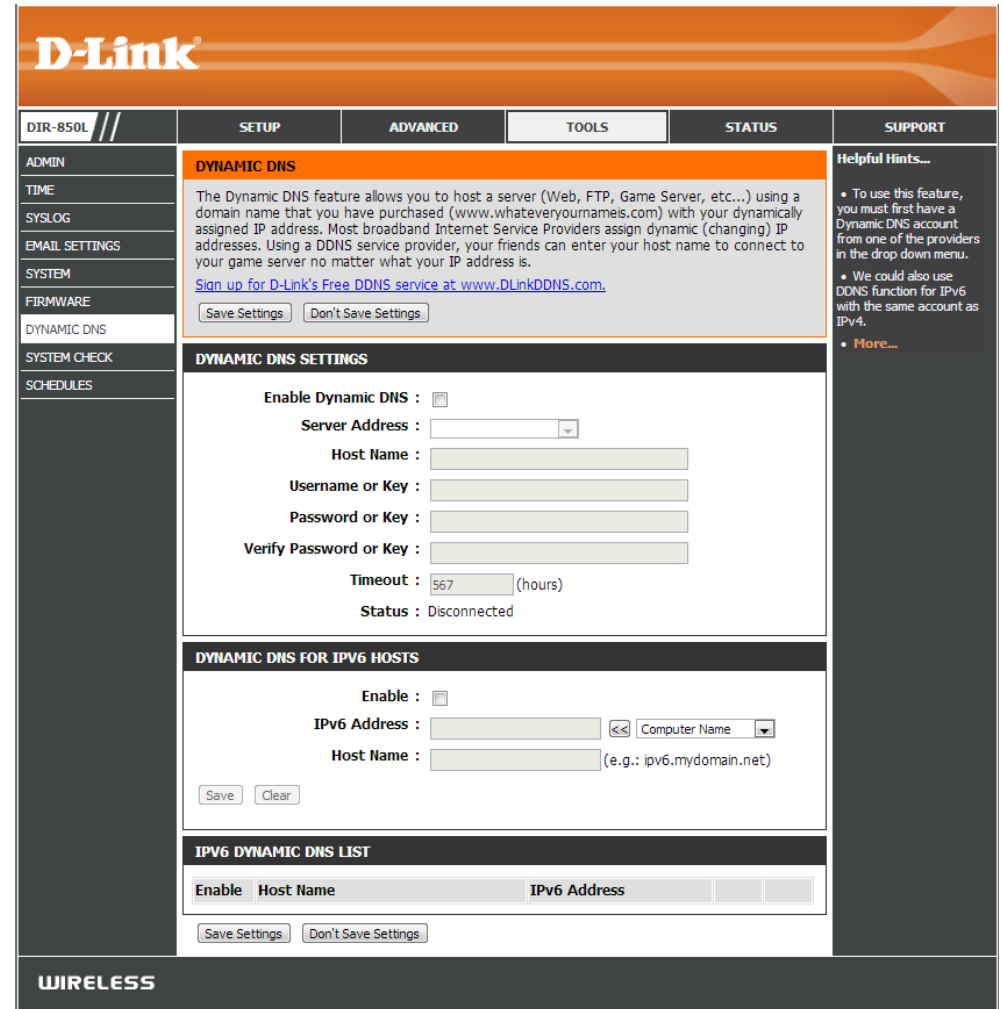 D-Link®
DIR-850L
SETUP
ADVANCED
TOOLS
STATUS
SUPPORT
ADMIN
TIME
SYSLOG
EMAIL SETTINGS
SYSTEM
FIRMWARE
DYNAMIC DNS
SYSTEM CHECK
SCHEDULES
DYNAMIC DNS
The Dynamic DNS feature allows you to host a server (Web, FTP, Game Server, etc...) using a
domain name that you have purchased (www.whateveryournameis.com) with your dynamically
assigned IP address. Most broadband Internet Service Providers assign dynamic (changing) IP
addresses. Using a DDNS service provider, your friends can enter your host name to connect to
your game server no matter what your IP address is.
Sign up for D-Link's Free DDNS service at www.DLinkDDNS.com.
Save Settings Don't Save Settings
DYNAMIC DNS SETTINGS
Enable Dynamic DNS :
Server Address :
Host Name :
Username or Key :
Password or Key :
Verify Password or Key :
Timeout : 567 (hours)
Status : Disconnected
DYNAMIC DNS FOR IPV6 HOSTS
Enable :
IPv6 Address : << Computer Name
Host Name : (e.g.: ipv6.mydomain.net)
Save Clear
IPV6 DYNAMIC DNS LIST
Enable Host Name IPv6 Address
Save Settings Don't Save Settings
Helpful Hints...
• To use this feature,
you must first have a
Dynamic DNS account
from one of the providers
in the drop down menu.
• We could also use
DDNS function for IPv6
with the same account as
IPv4.
• More...
WIRELESS